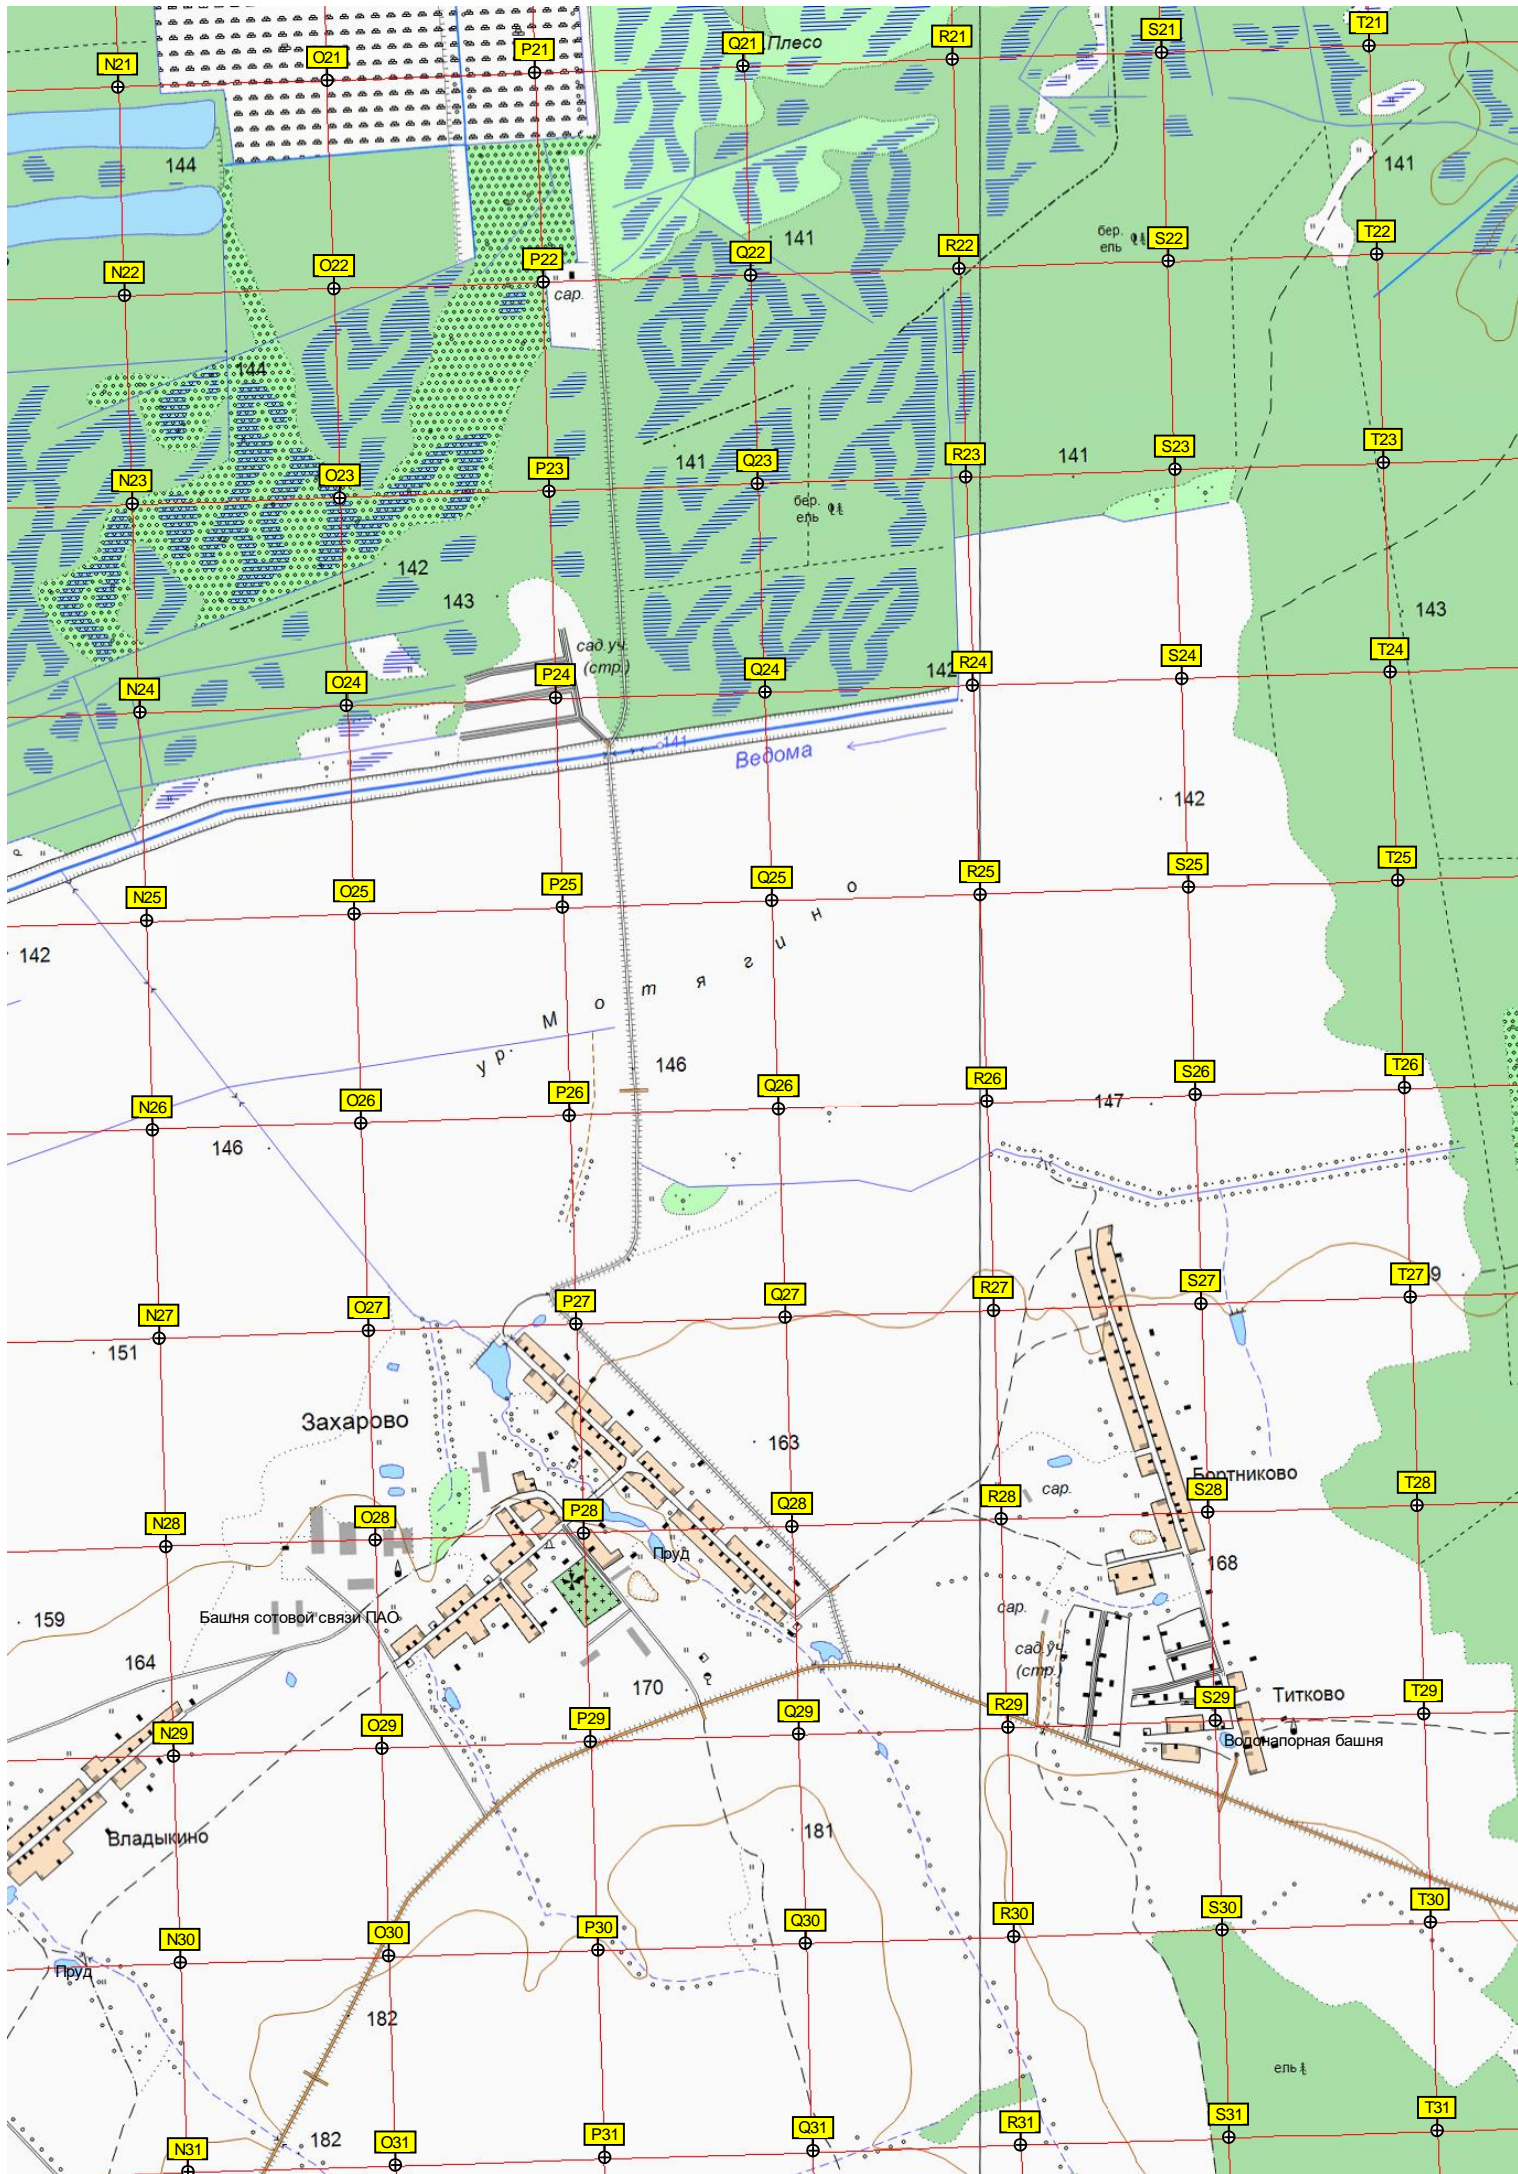 N21
O21
P21
Q21
Плесо
R21
S21
T21
144
141
N22
O22
P22
сар.
Q22
141
R22
бер.
ель
S22
T22
144
N23
O23
P23
141
Q23
бер.
ель
R23
141
S23
T23
142
143
143
N24
O24
P24
сад.уч.
(стр.)
Q24
142
R24
S24
T24
141
Ведома
142
N25
O25
P25
Q25
R25
S25
T25
142
ур. Мотягино
146
N26
O26
P26
Q26
R26
147
S26
T26
146
N27
O27
P27
Q27
R27
S27
T27
9
151
Захарово
163
Бортниково
сар.
N28
O28
P28
Q28
R28
S28
T28
Пруд
168
159
Башня сотовой связи ПАО
сар.
164
сад.уч.
(стр.)
170
Титково
N29
O29
P29
Q29
R29
S29
T29
Водонапорная башня
Владыкино
181
N30
O30
P30
Q30
R30
S30
T30
Пруд
182
ель
182
N31
O31
P31
Q31
R31
S31
T31